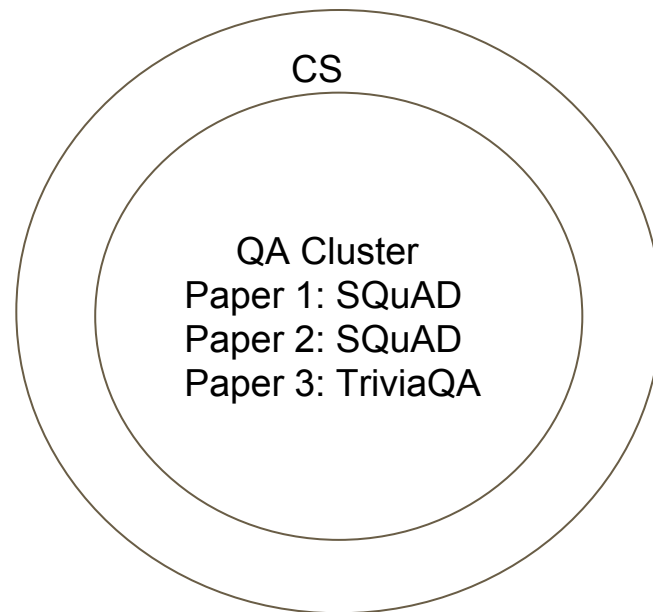 CS
QA Cluster
Paper 1: SQuAD
Paper 2: SQuAD
Paper 3: TriviaQA